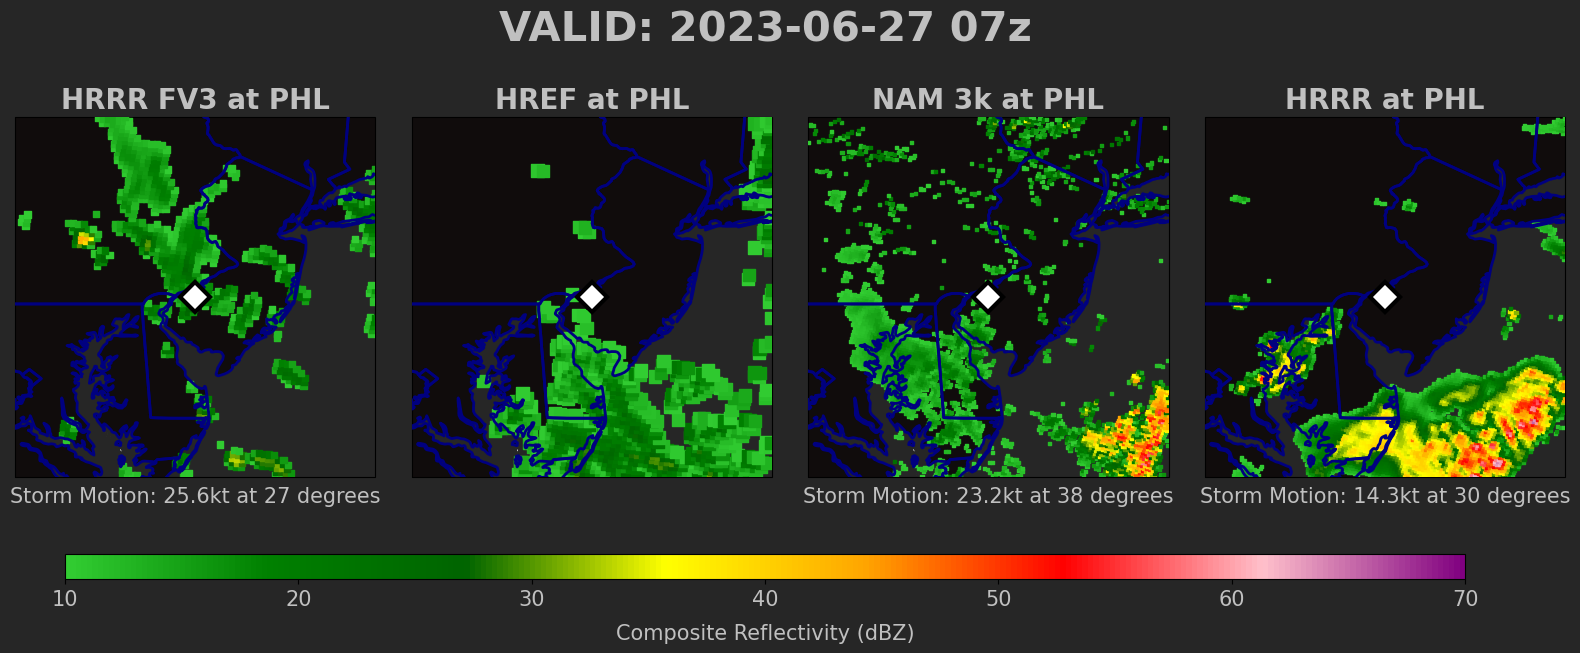 VALID: 2023-06-27 07z
HRRR FV3 at PHL
HREF at PHL
NAM 3k at PHL
HRRR at PHL
Storm Motion: 25.6kt at 27 degrees
Storm Motion: 23.2kt at 38 degrees
Storm Motion: 14.3kt at 30 degrees
10 20 30 40 50 60 70
Composite Reflectivity (dBZ)